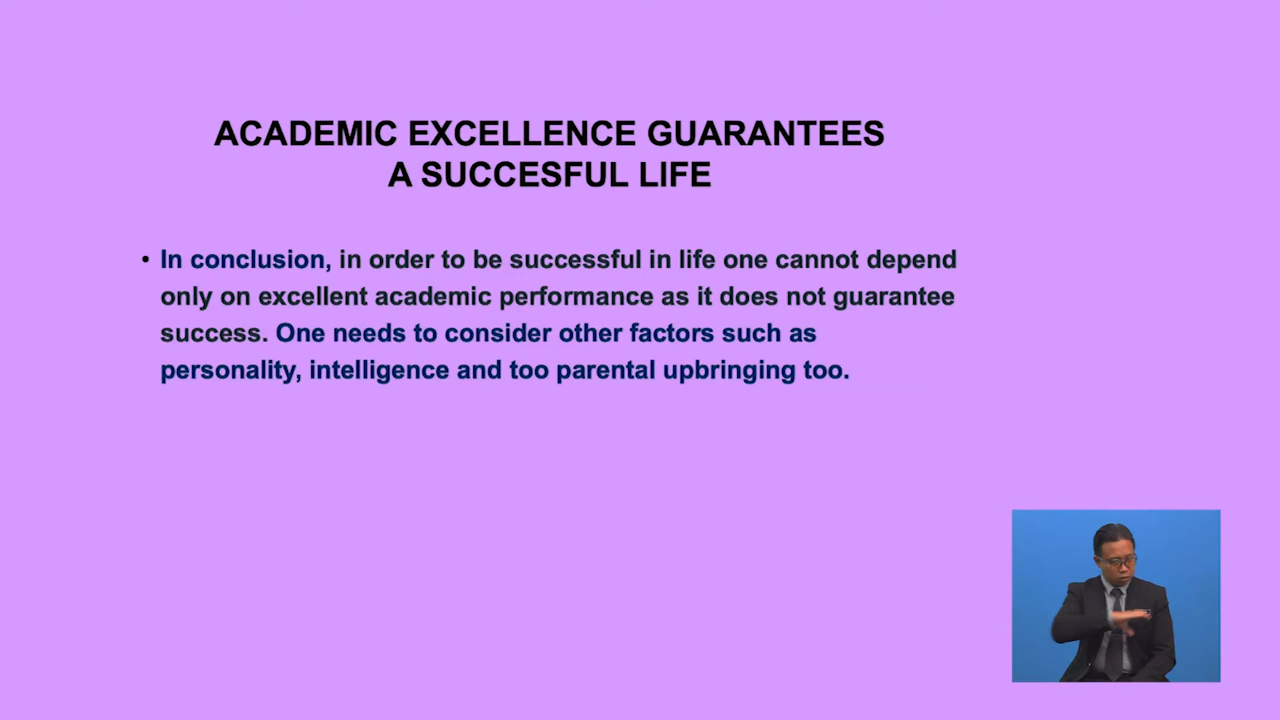 ACADEMIC EXCELLENCE GUARANTEES
A SUCCESFUL LIFE
• In conclusion, in order to be successful in life one cannot depend
only on excellent academic performance as it does not guarantee
success. One needs to consider other factors such as
personality, intelligence and too parental upbringing too.